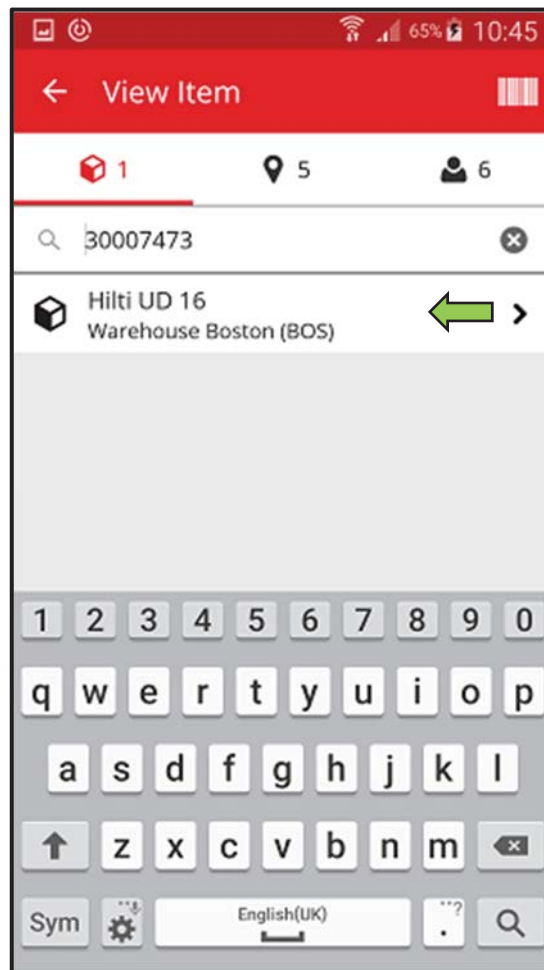 65% 10:45
View Item
1 5 6
30007473
Hilti UD 16
Warehouse Boston (BOS)
1 2 3 4 5 6 7 8 9 0
q w e r t y u i o p
a s d f g h j k l
z x c v b n m
Sym English(UK) . ..?